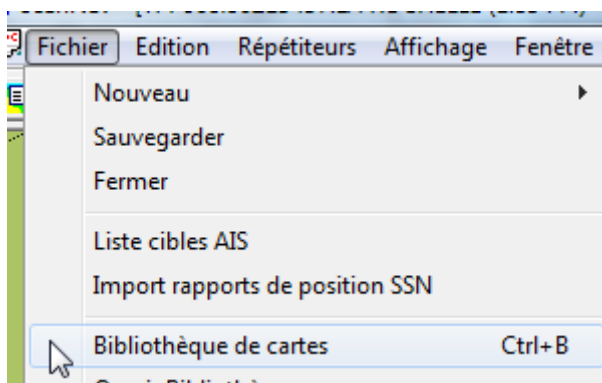 Fichier Edition Répétiteurs Affichage Fenêtre
Nouveau
Sauvegarder
Fermer
Liste cibles AIS
Import rapports de position SSN
Bibliothèque de cartes Ctrl+B